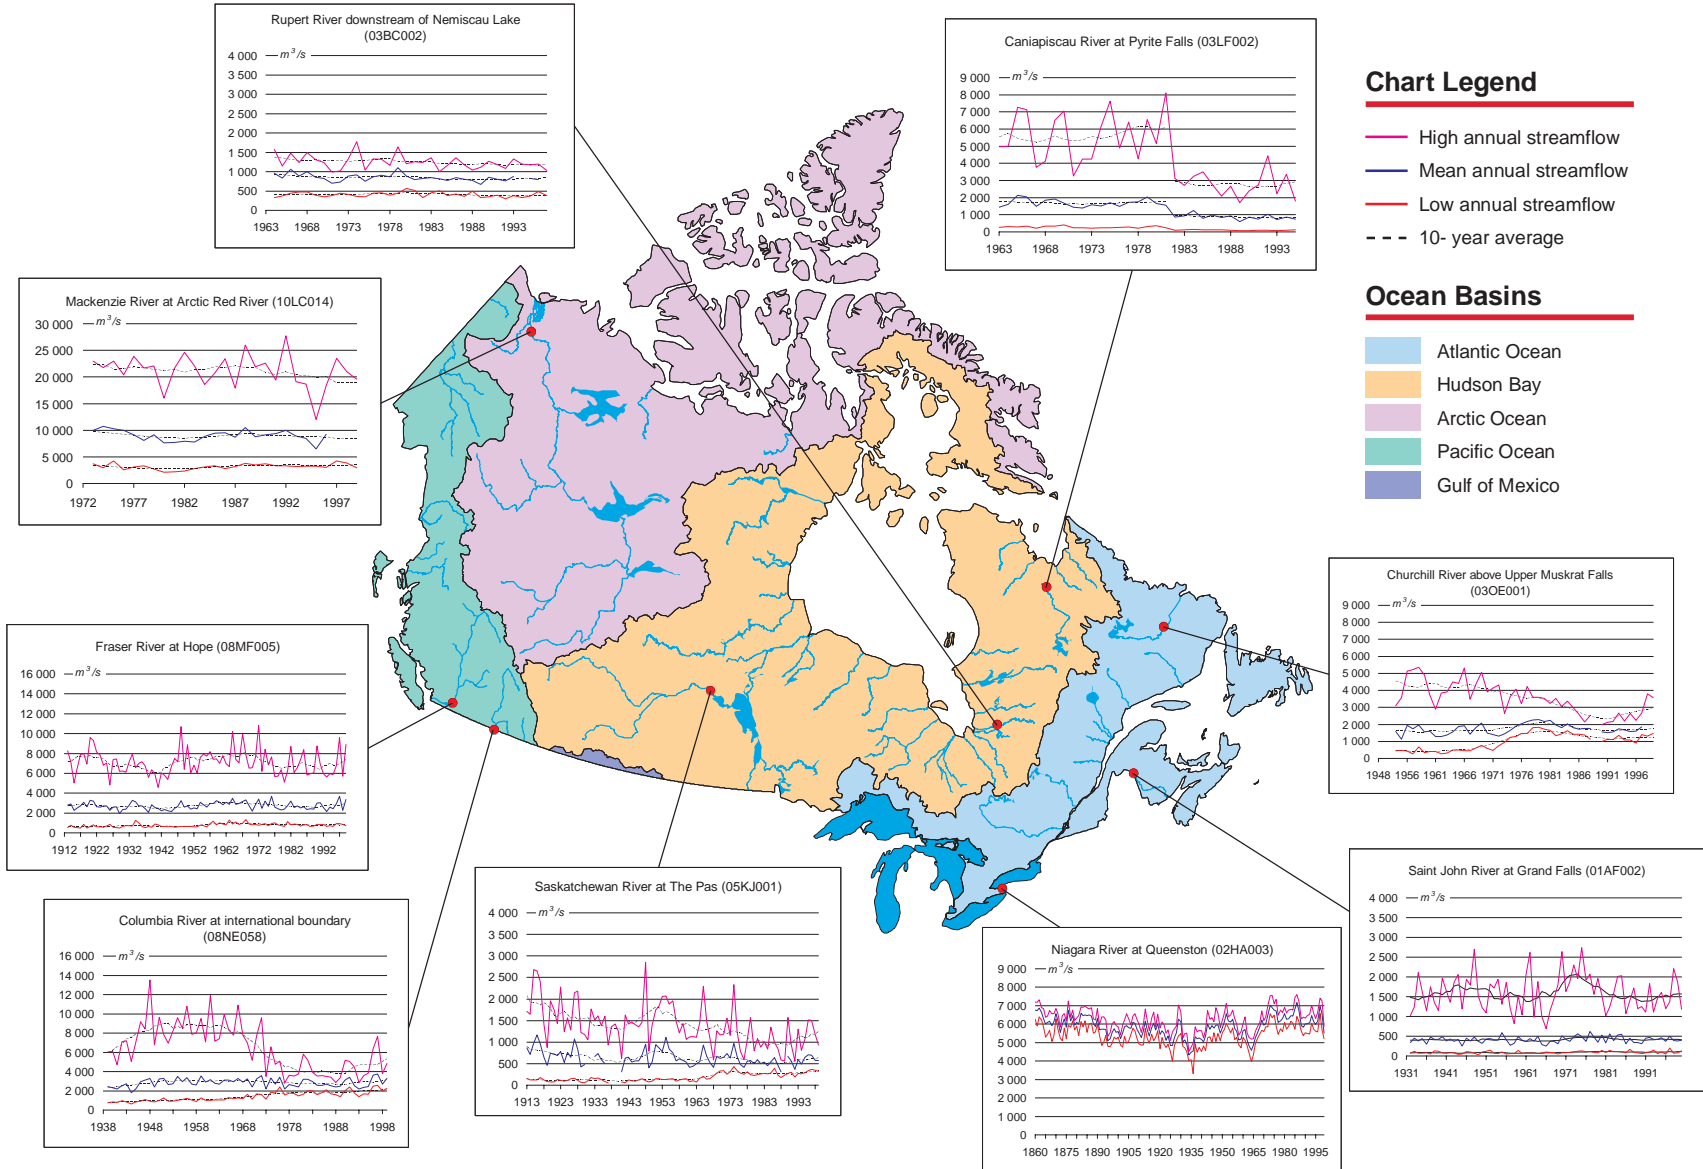 Rupert River downstream of Nemiscau Lake
(03BC002)
m³/s
4 000
3 500
3 000
2 500
2 000
1 500
1 000
500
0
1963 1968 1973 1978 1983 1988 1993
Caniapiscau River at Pyrite Falls (03LF002)
m³/s
9 000
8 000
7 000
6 000
5 000
4 000
3 000
2 000
1 000
0
1963 1968 1973 1978 1983 1988 1993
Chart Legend
High annual streamflow
Mean annual streamflow
Low annual streamflow
10- year average
Ocean Basins
Atlantic Ocean
Hudson Bay
Arctic Ocean
Pacific Ocean
Gulf of Mexico
Mackenzie River at Arctic Red River (10LC014)
m³/s
30 000
25 000
20 000
15 000
10 000
5 000
0
1972 1977 1982 1987 1992 1997
Churchill River above Upper Muskrat Falls
(03OE001)
m³/s
9 000
8 000
7 000
6 000
5 000
4 000
3 000
2 000
1 000
0
1948 1956 1961 1966 1971 1976 1981 1986 1991 1996
Fraser River at Hope (08MF005)
m³/s
16 000
14 000
12 000
10 000
8 000
6 000
4 000
2 000
0
1912 1922 1932 1942 1952 1962 1972 1982 1992
Columbia River at international boundary
(08NE058)
m³/s
16 000
14 000
12 000
10 000
8 000
6 000
4 000
2 000
0
1938 1948 1958 1968 1978 1988 1998
Saskatchewan River at The Pas (05KJ001)
m³/s
4 000
3 500
3 000
2 500
2 000
1 500
1 000
500
0
1913 1923 1933 1943 1953 1963 1973 1983 1993
Niagara River at Queenston (02HA003)
m³/s
9 000
8 000
7 000
6 000
5 000
4 000
3 000
2 000
1 000
0
1860 1875 1890 1905 1920 1935 1950 1965 1980 1995
Saint John River at Grand Falls (01AF002)
m³/s
4 000
3 500
3 000
2 500
2 000
1 500
1 000
500
0
1931 1941 1951 1961 1971 1981 1991